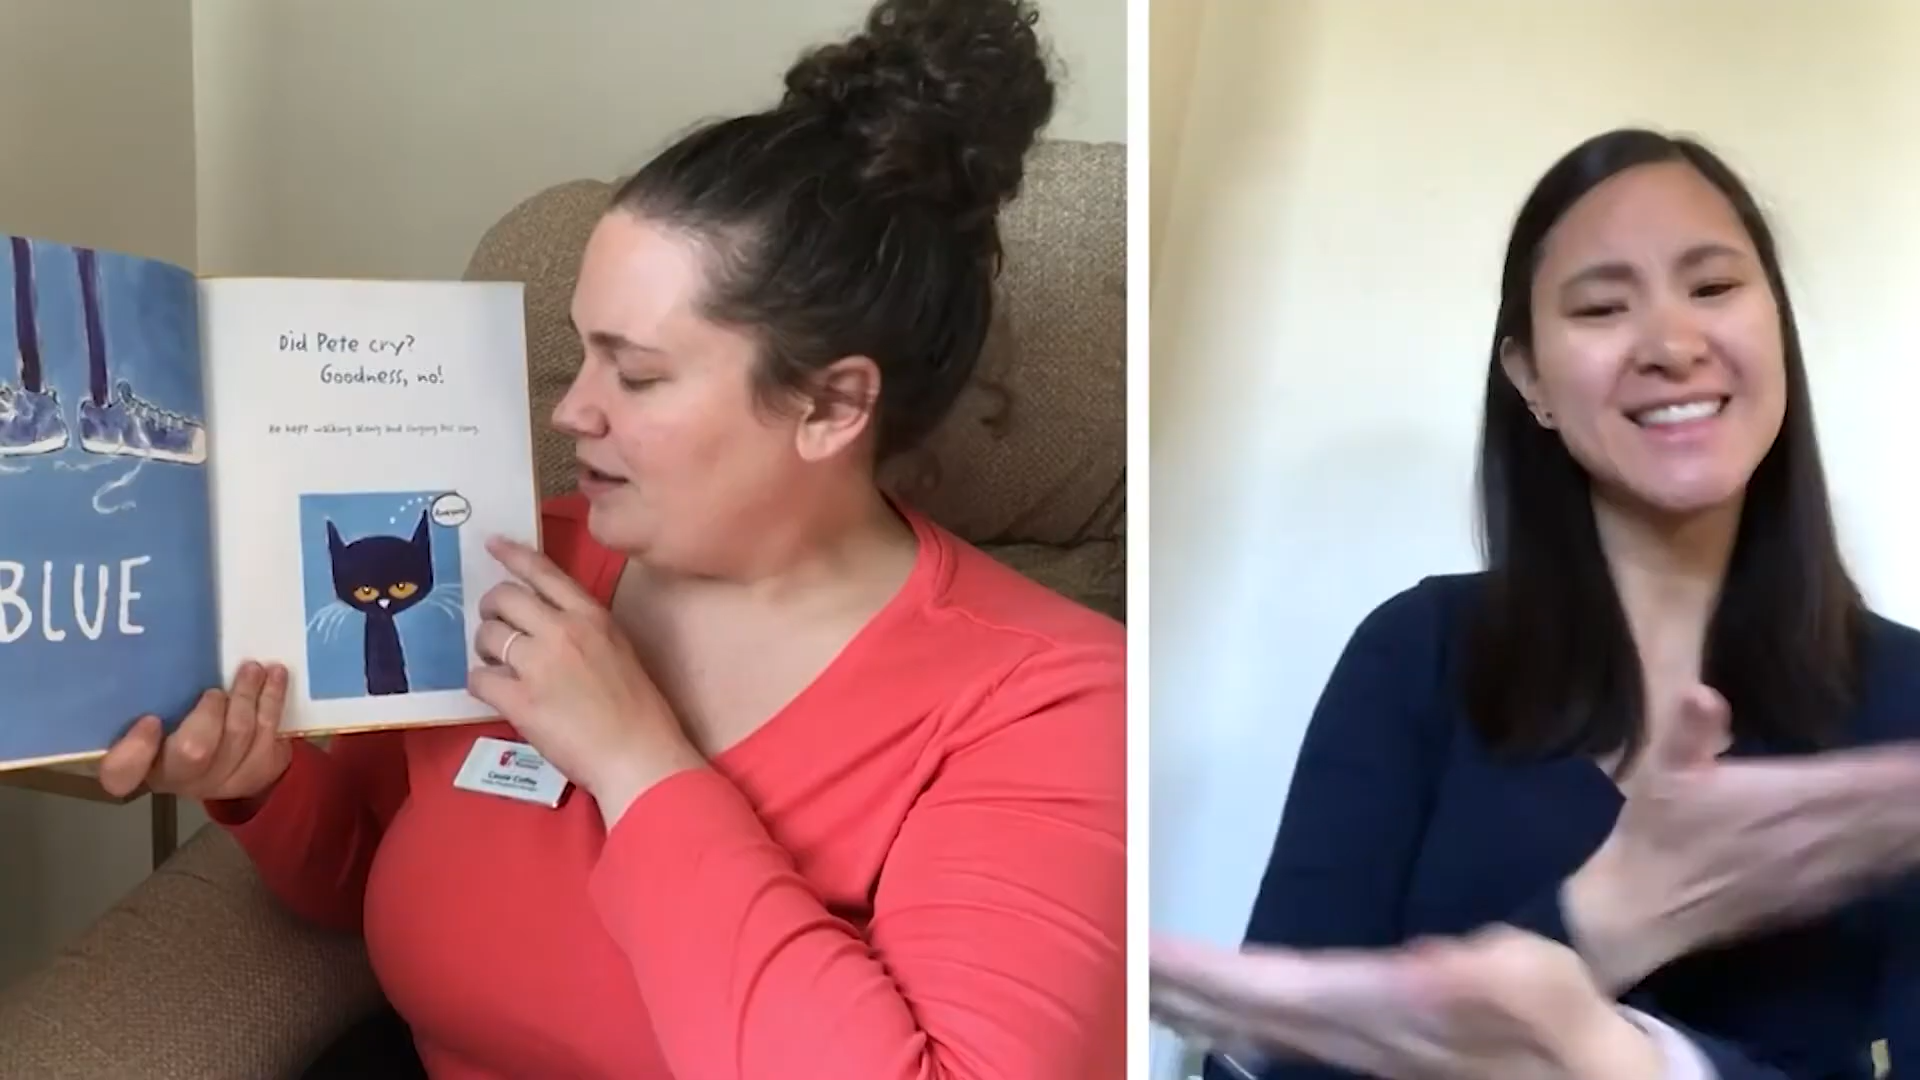 BLUE
Did Pete cry?
Goodness, no!
He kept walking along and singing his song.